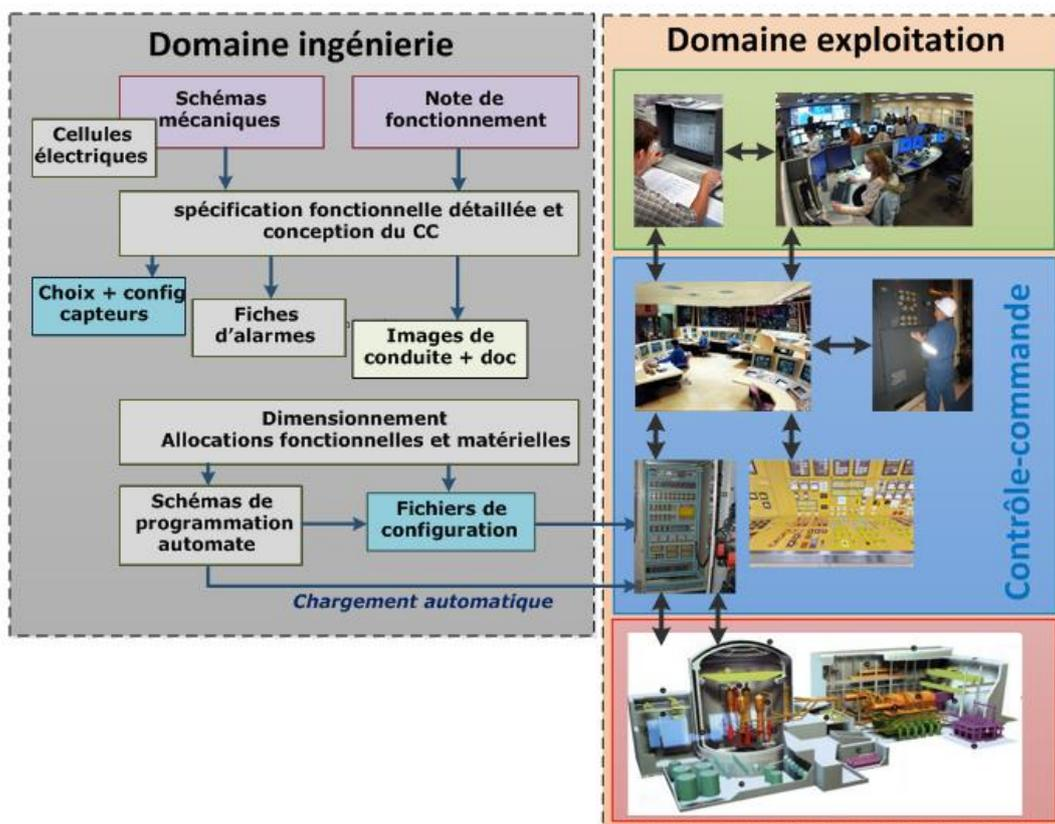 Domaine ingénierie
Schémas
mécaniques
Note de
fonctionnement
Cellules
électriques
spécification fonctionnelle détaillée et
conception du CC
Choix + config
capteurs
Fiches
d'alarmes
Images de
conduite + doc
Dimensionnement
Allocations fonctionnelles et matérielles
Schémas de
programmation
automate
Fichiers de
configuration
Chargement automatique
Domaine exploitation
Contrôle-commande